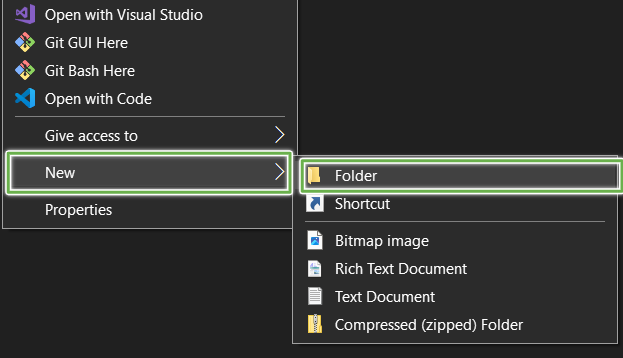 Open with Visual Studio
Git GUI Here
Git Bash Here
Open with Code
Give access to
New
Properties
Folder
Shortcut
Bitmap image
Rich Text Document
Text Document
Compressed (zipped) Folder